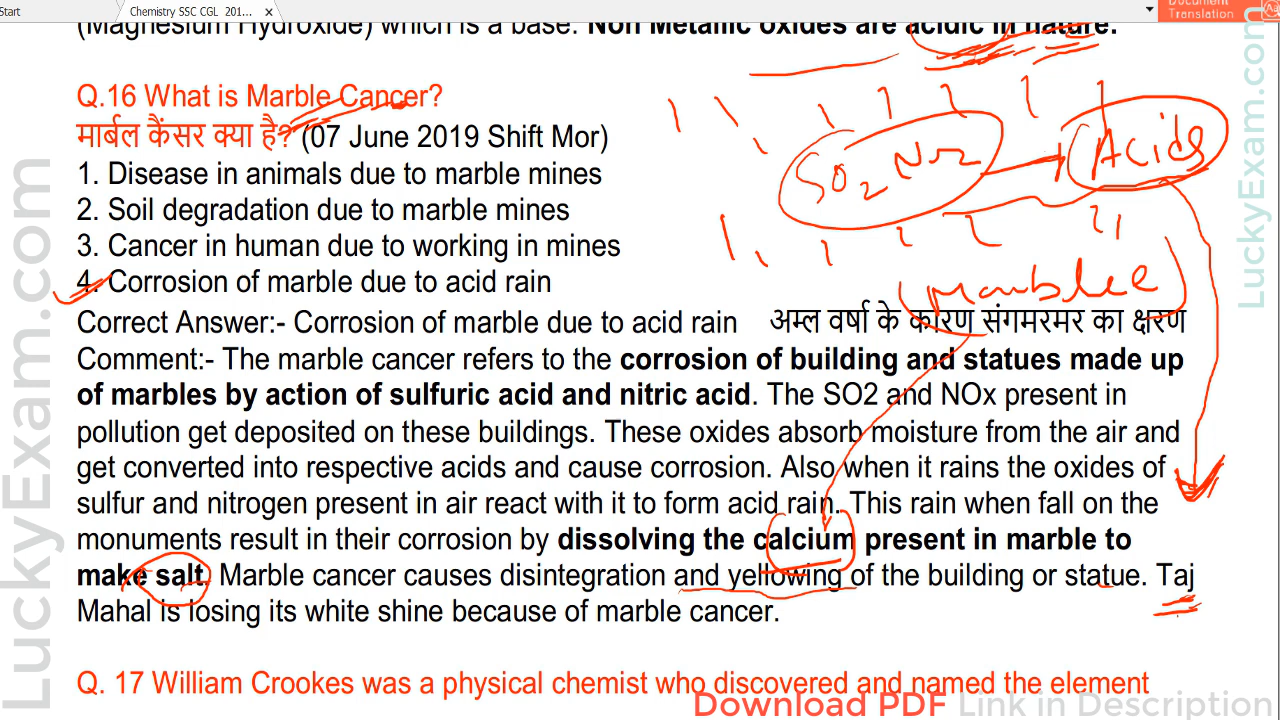 Start
Chemistry SSC CGL 201... ×
Document
Translation
(Magnesium Hydroxide) which is a base. Non Metallic oxides are acidic in nature.
Q.16 What is Marble Cancer?
मार्बल कैंसर क्या है? (07 June 2019 Shift Mor)
SO2 NOx
Acids
1. Disease in animals due to marble mines
2. Soil degradation due to marble mines
3. Cancer in human due to working in mines
4. Corrosion of marble due to acid rain
Marble
Correct Answer:- Corrosion of marble due to acid rain अम्ल वर्षा के कारण संगमरमर का क्षरण
Comment:- The marble cancer refers to the corrosion of building and statues made up
of marbles by action of sulfuric acid and nitric acid. The SO2 and NOx present in
pollution get deposited on these buildings. These oxides absorb moisture from the air and
get converted into respective acids and cause corrosion. Also when it rains the oxides of
sulfur and nitrogen present in air react with it to form acid rain. This rain when fall on the
monuments result in their corrosion by dissolving the calcium present in marble to
make salt. Marble cancer causes disintegration and yellowing of the building or statue. Taj
Mahal is losing its white shine because of marble cancer.
Q. 17 William Crookes was a physical chemist who discovered and named the element
Download PDF Link in Description
LuckyExam.com
LuckyExam.com
LuckyExam.com